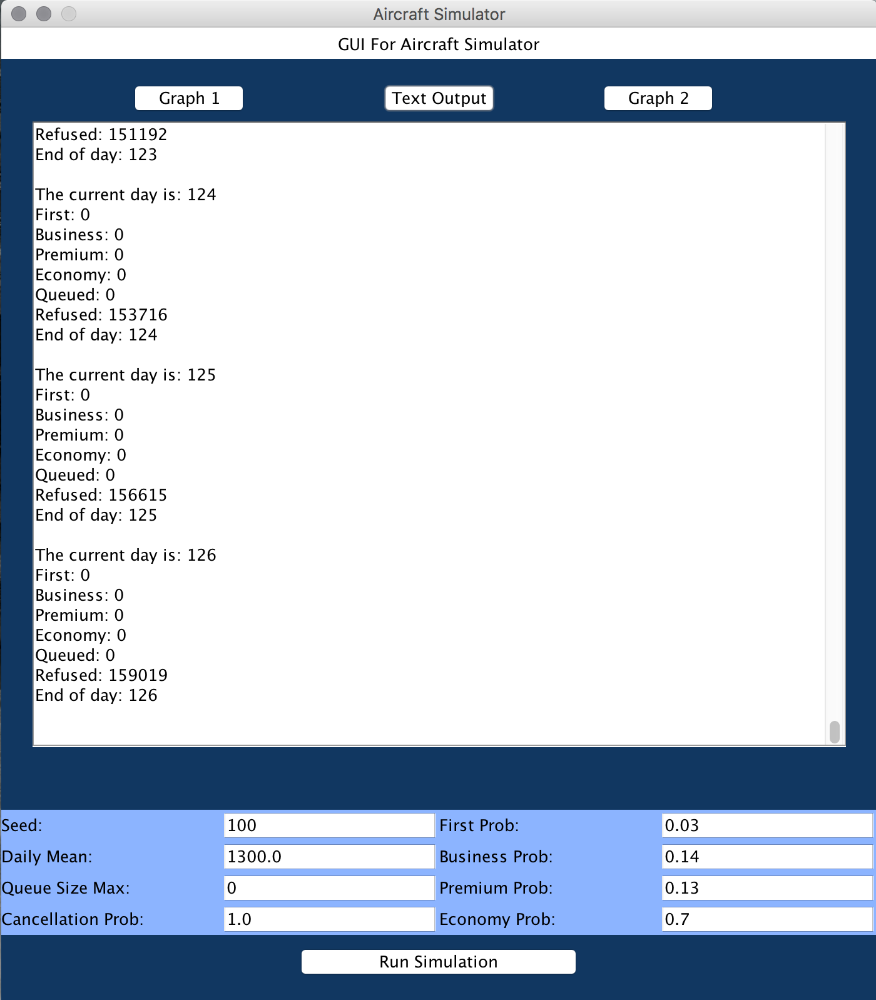 Aircraft Simulator
GUI For Aircraft Simulator
Graph 1
Text Output
Graph 2
Refused: 151192
End of day: 123
The current day is: 124
First: 0
Business: 0
Premium: 0
Economy: 0
Queued: 0
Refused: 153716
End of day: 124
The current day is: 125
First: 0
Business: 0
Premium: 0
Economy: 0
Queued: 0
Refused: 156615
End of day: 125
The current day is: 126
First: 0
Business: 0
Premium: 0
Economy: 0
Queued: 0
Refused: 159019
End of day: 126
Seed: 100 First Prob: 0.03
Daily Mean: 1300.0 Business Prob: 0.14
Queue Size Max: 0 Premium Prob: 0.13
Cancellation Prob: 1.0 Economy Prob: 0.7
Run Simulation